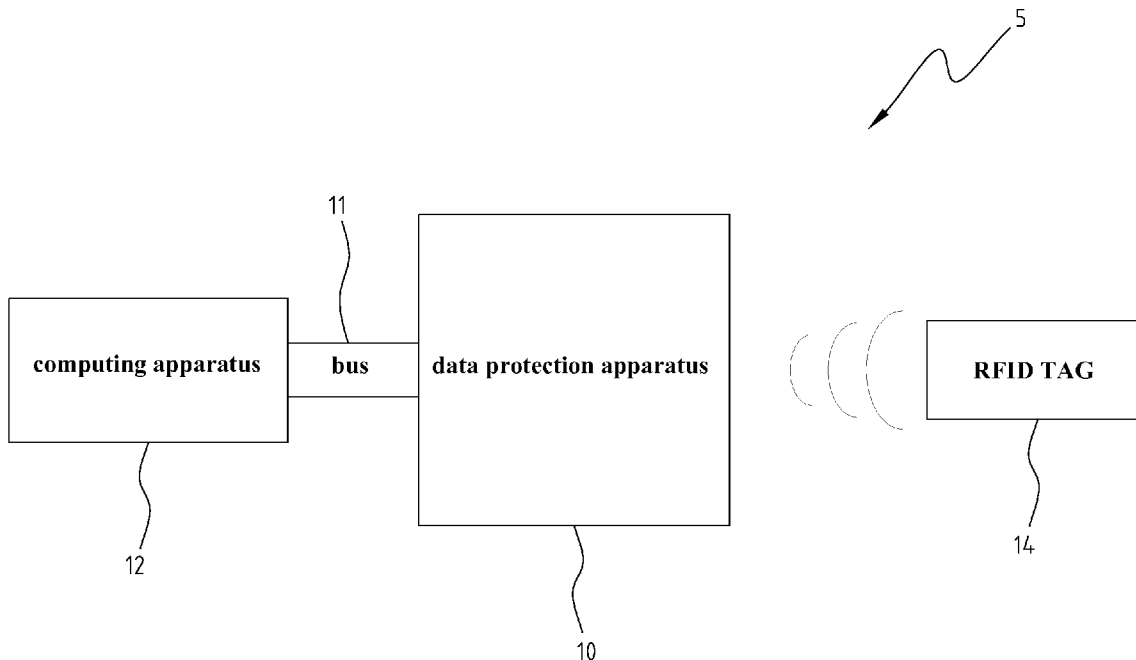 5
11
computing apparatus
bus
data protection apparatus
RFID TAG
12
14
10